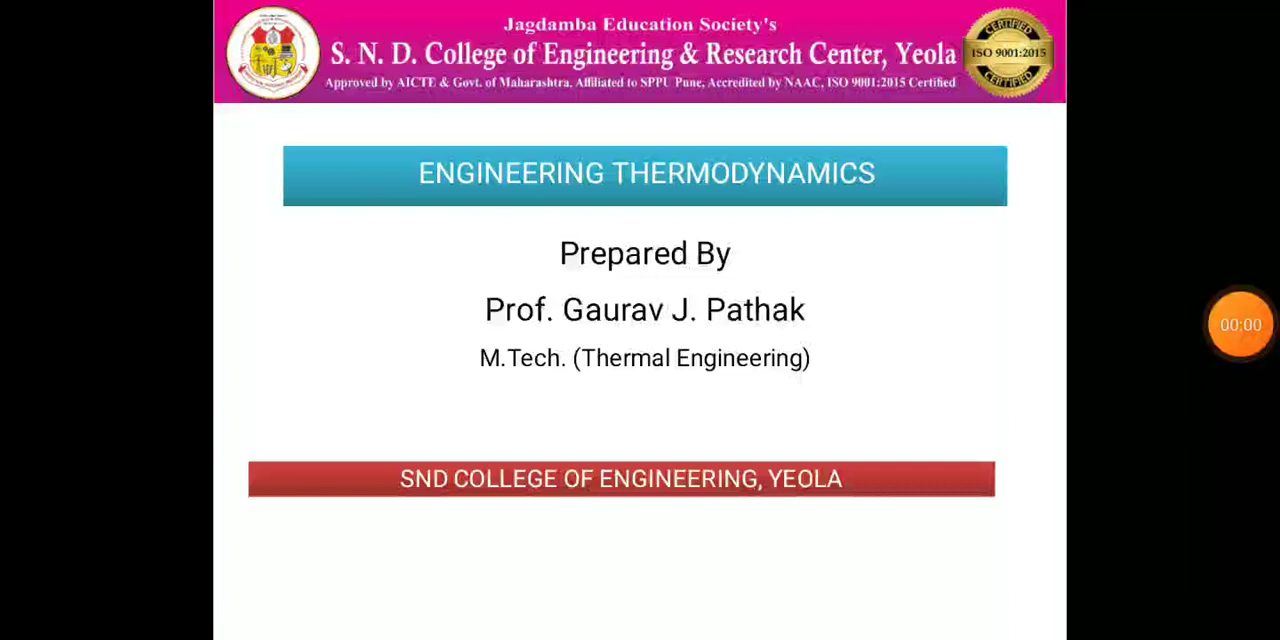 Jagdamba Education Society's
S. N. D. College of Engineering & Research Center, Yeola
Approved by AICTE & Govt. of Maharashtra, Affiliated to SPPU Pune, Accredited by NAAC, ISO 9001:2015 Certified
CERTIFIED
ISO 9001:2015
CERTIFIED
ENGINEERING THERMODYNAMICS
Prepared By
Prof. Gaurav J. Pathak
M.Tech. (Thermal Engineering)
00:00
SND COLLEGE OF ENGINEERING, YEOLA